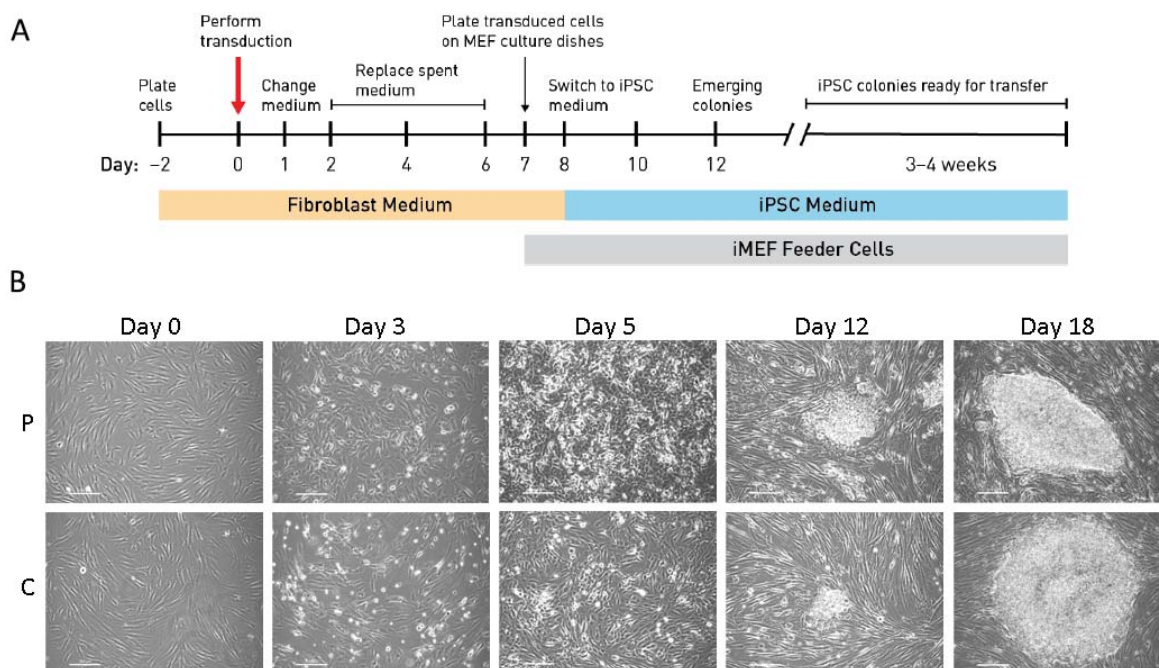 A
Perform
transduction
Plate transduced cells
on MEF culture dishes
Plate
cells
Change
medium
Replace spent
medium
Switch to iPSC
medium
Emerging
colonies
iPSC colonies ready for transfer
Day: –2 0 1 2 4 6 7 8 10 12 3–4 weeks
Fibroblast Medium
iPSC Medium
iMEF Feeder Cells
B
Day 0 Day 3 Day 5 Day 12 Day 18
P
C